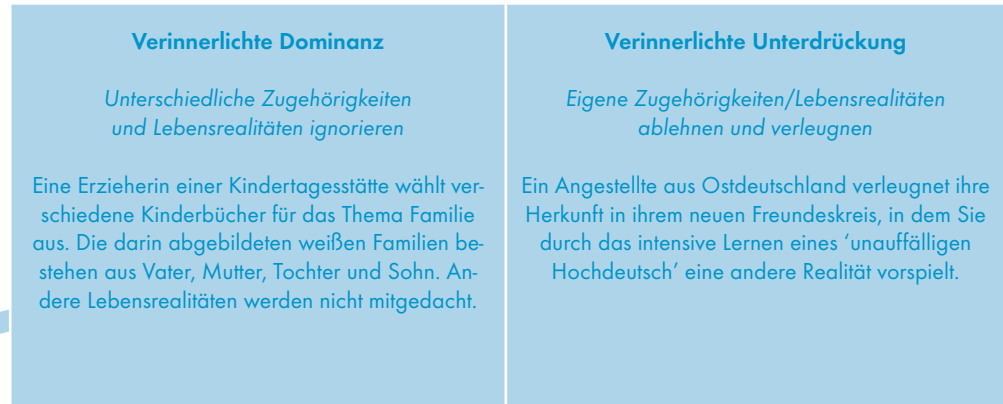 Verinnerlichte Dominanz
Unterschiedliche Zugehörigkeiten
und Lebensrealitäten ignorieren
Eine Erzieherin einer Kindertagesstätte wählt ver-
schiedene Kinderbücher für das Thema Familie
aus. Die darin abgebildeten weißen Familien be-
stehen aus Vater, Mutter, Tochter und Sohn. An-
dere Lebensrealitäten werden nicht mitgedacht.
Verinnerlichte Unterdrückung
Eigene Zugehörigkeiten/Lebensrealitäten
ablehnen und verleugnen
Ein Angestellte aus Ostdeutschland verleugnet ihre
Herkunft in ihrem neuen Freundeskreis, in dem Sie
durch das intensive Lernen eines ‘unauffälligen
Hochdeutsch’ eine andere Realität vorspielt.